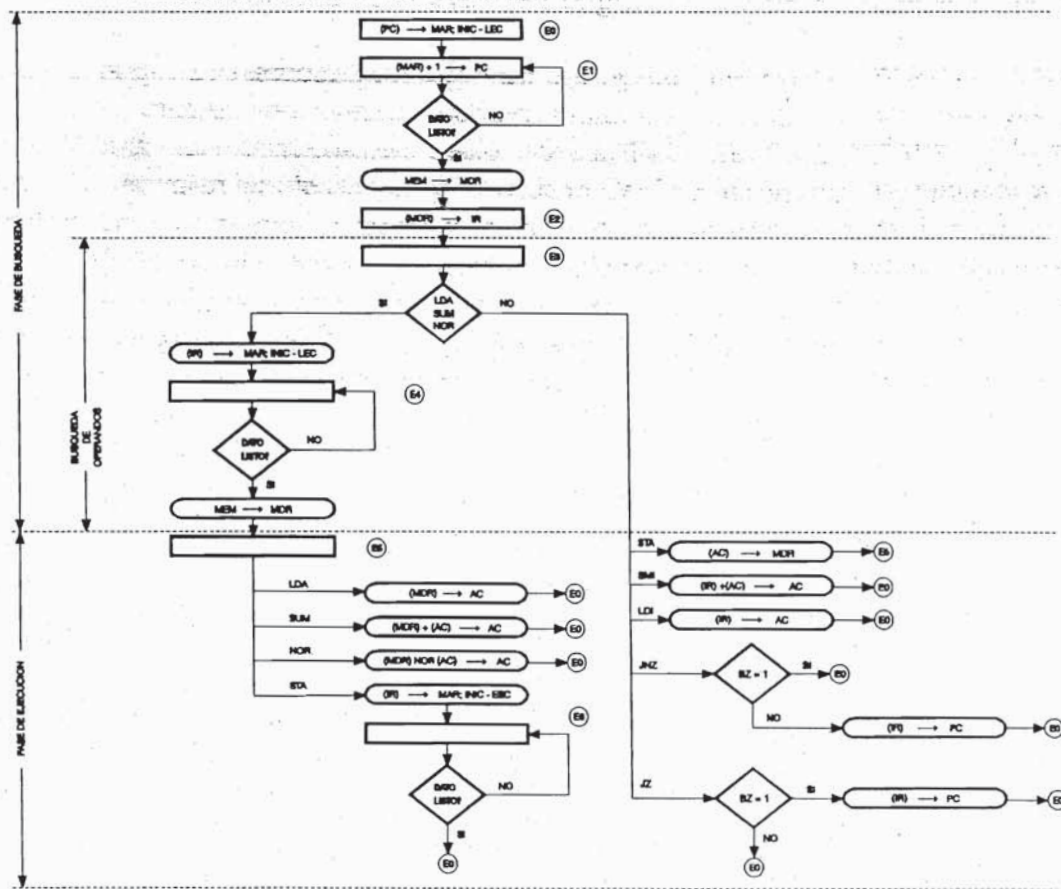 (PC) → MAR; INIC - LEC
E0
(MAR) + 1 → PC
E1
DATO
LISTO?
NO
SI
MEM → MDR
(MDR) → IR
E2
E3
FASE DE BUSQUEDA
LDA
SUM
NOR
SI
NO
(IR) → MAR; INIC - LEC
E4
DATO
LISTO?
NO
SI
BUSQUEDA
DE
OPERANDOS
MEM → MDR
E5
FASE DE EJECUCION
LDA
(MDR) → AC
E0
SUM
(MDR) + (AC) → AC
E0
NOR
(MDR) NOR (AC) → AC
E0
STA
(IR) → MAR; INIC - ESC
E6
DATO
LISTO?
NO
SI
E0
STA
(AC) → MDR
E5
SMI
(IR) + (AC) → AC
E0
LDI
(IR) → AC
E0
JNZ
BZ = 1
SI
E0
NO
(IR) → PC
E0
JZ
BZ = 1
SI
(IR) → PC
E0
NO
E0